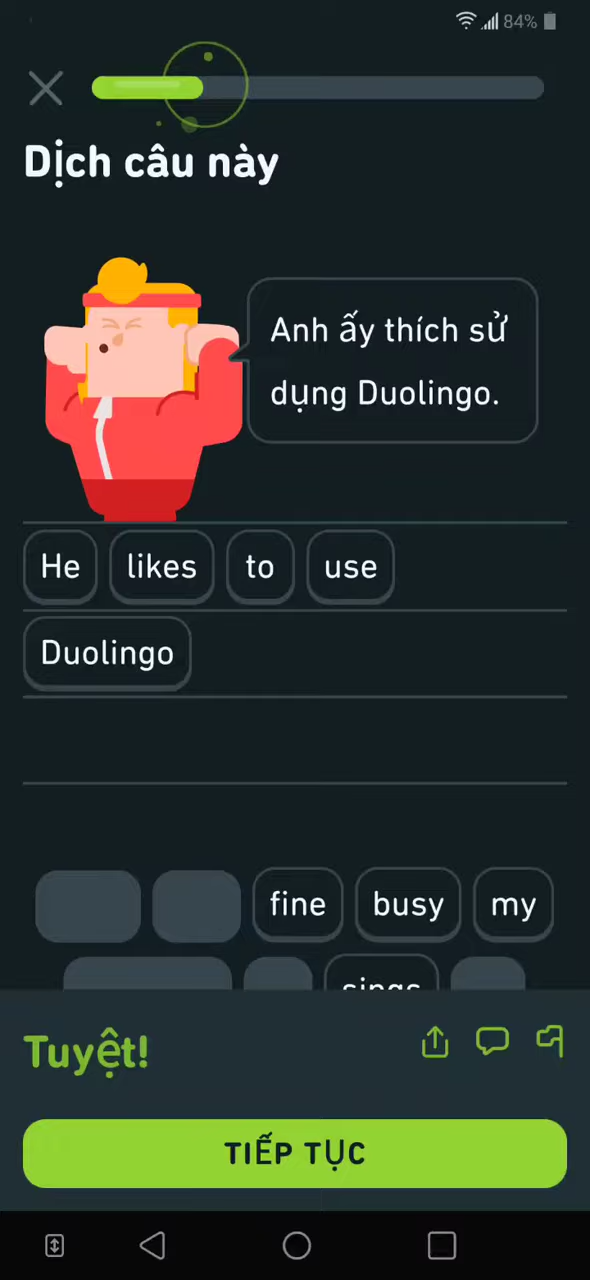 84%
Dịch câu này
Anh ấy thích sử
dụng Duolingo.
He likes to use
Duolingo
fine busy my
sings
Tuyệt!
TIẾP TỤC